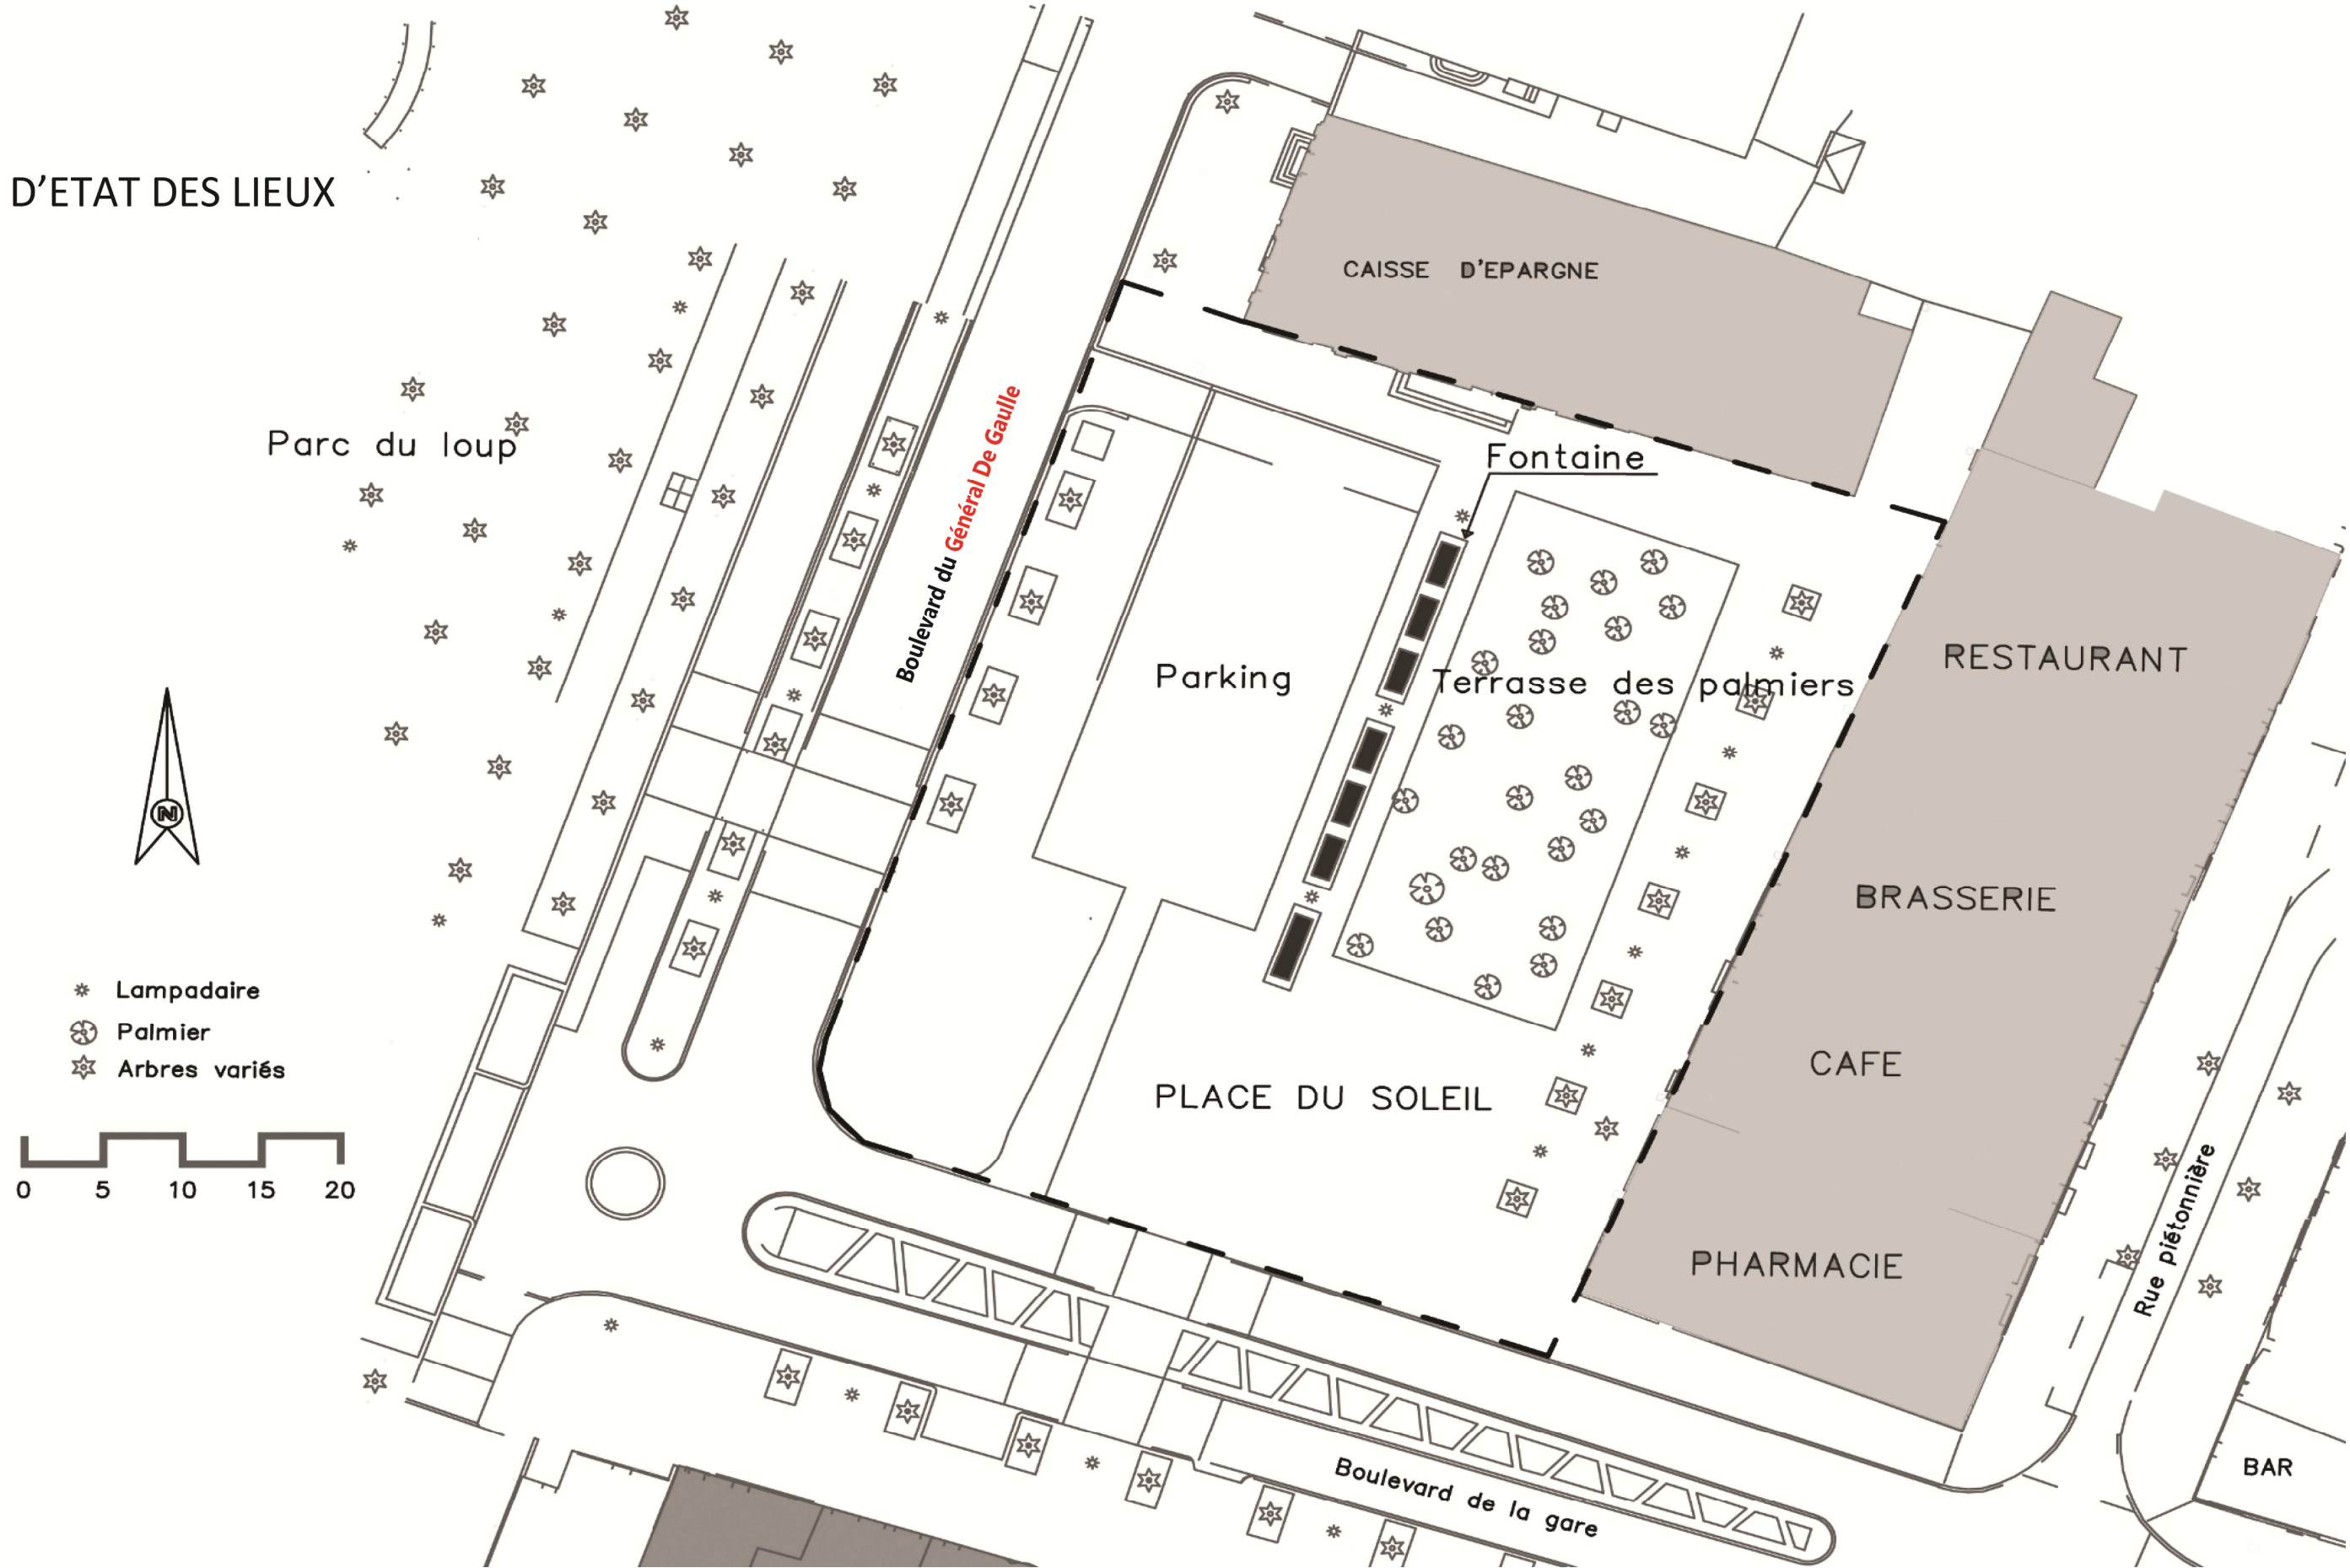 D'ETAT DES LIEUX
CAISSE D'EPARGNE
Parc du loup
Boulevard du Général De Gaulle
Fontaine
Parking
Terrasse des palmiers
RESTAURANT
BRASSERIE
CAFE
PHARMACIE
PLACE DU SOLEIL
N
Lampadaire
Palmier
Arbres variés
0 5 10 15 20
Rue piétonnière
Boulevard de la gare
BAR